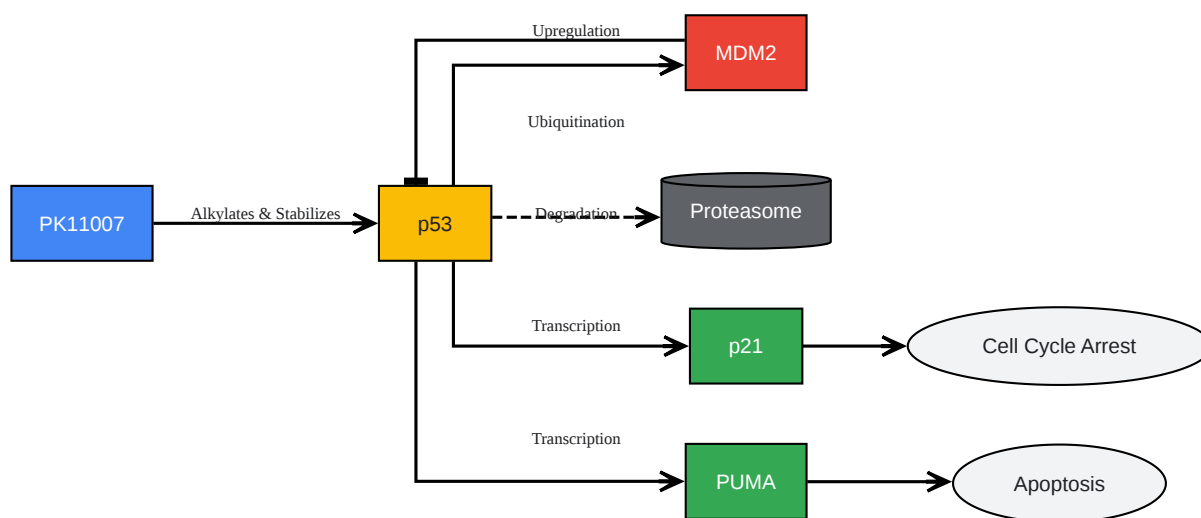 Upregulation
MDM2
Ubiquitination
PK11007
Alkylates & Stabilizes
p53
Degradation
Proteasome
Transcription
p21
Cell Cycle Arrest
Transcription
PUMA
Apoptosis